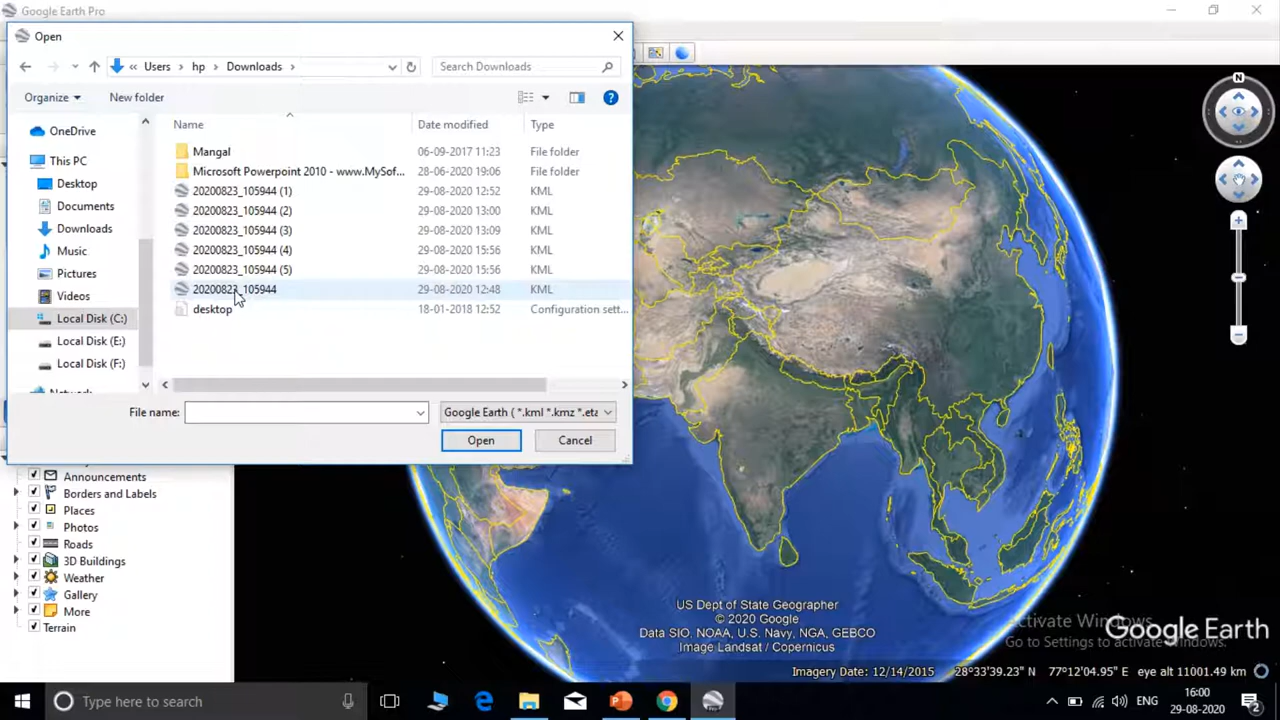 Google Earth Pro
Open
« Users › hp › Downloads ›
Search Downloads
Organize
New folder
Name
Date modified
Type
OneDrive
This PC
Desktop
Documents
Downloads
Music
Pictures
Videos
Local Disk (C:)
Local Disk (E:)
Local Disk (F:)
Mangal 06-09-2017 11:23 File folder
Microsoft Powerpoint 2010 - www.MySof... 28-06-2020 19:06 File folder
20200823_105944 (1) 29-08-2020 12:52 KML
20200823_105944 (2) 29-08-2020 13:00 KML
20200823_105944 (3) 29-08-2020 13:09 KML
20200823_105944 (4) 29-08-2020 15:56 KML
20200823_105944 (5) 29-08-2020 15:56 KML
20200823_105944 29-08-2020 12:48 KML
desktop 18-01-2018 12:52 Configuration sett...
File name:
Google Earth ( *.kml *.kmz *.eta
Open
Cancel
Announcements
Borders and Labels
Places
Photos
Roads
3D Buildings
Weather
Gallery
More
Terrain
N
US Dept of State Geographer
© 2020 Google
Data SIO, NOAA, U.S. Navy, NGA, GEBCO
Image Landsat / Copernicus
Activate Windows
Go to Settings to activate Windows.
Google Earth
Imagery Date: 12/14/2015 28°33'39.23" N 77°12'04.95" E eye alt 11001.49 km
Type here to search
ENG
16:00
29-08-2020
2